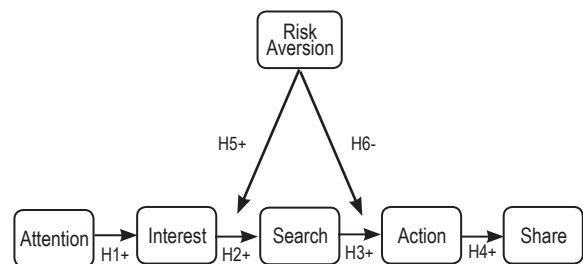 Risk
Aversion
H5+
H6-
Attention
H1+
Interest
H2+
Search
H3+
Action
H4+
Share